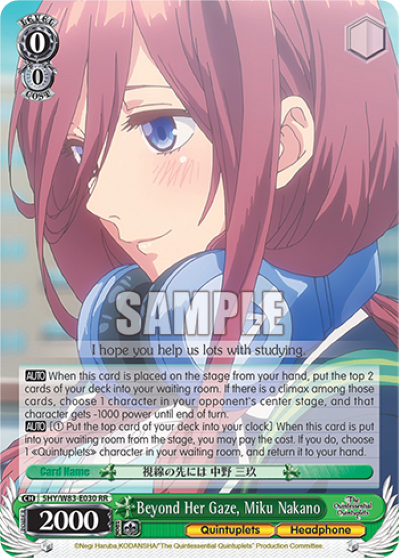 LEVEL
0
0
COST
SAMPLE
I hope you help us lots with studying.
AUTO When this card is placed on the stage from your hand, put the top 2
cards of your deck into your waiting room. If there is a climax among those
cards, choose 1 character in your opponent's center stage, and that
character gets -1000 power until end of turn.
AUTO [① Put the top card of your deck into your clock] When this card is put
into waiting room from the stage, you may pay the cost. If you do, choose
1 «Quintuplets» character in your waiting room, and return it to your hand.
Card Name
視線の先には 中野 三玖
CH 5HY/W83-E030 RR
Beyond Her Gaze, Miku Nakano
The Quintessential Quintuplets
2000
Quintuplets
Headphone
©Negi Haruba,KODANSHA/"The Quintessential Quintuplets" Production Committee